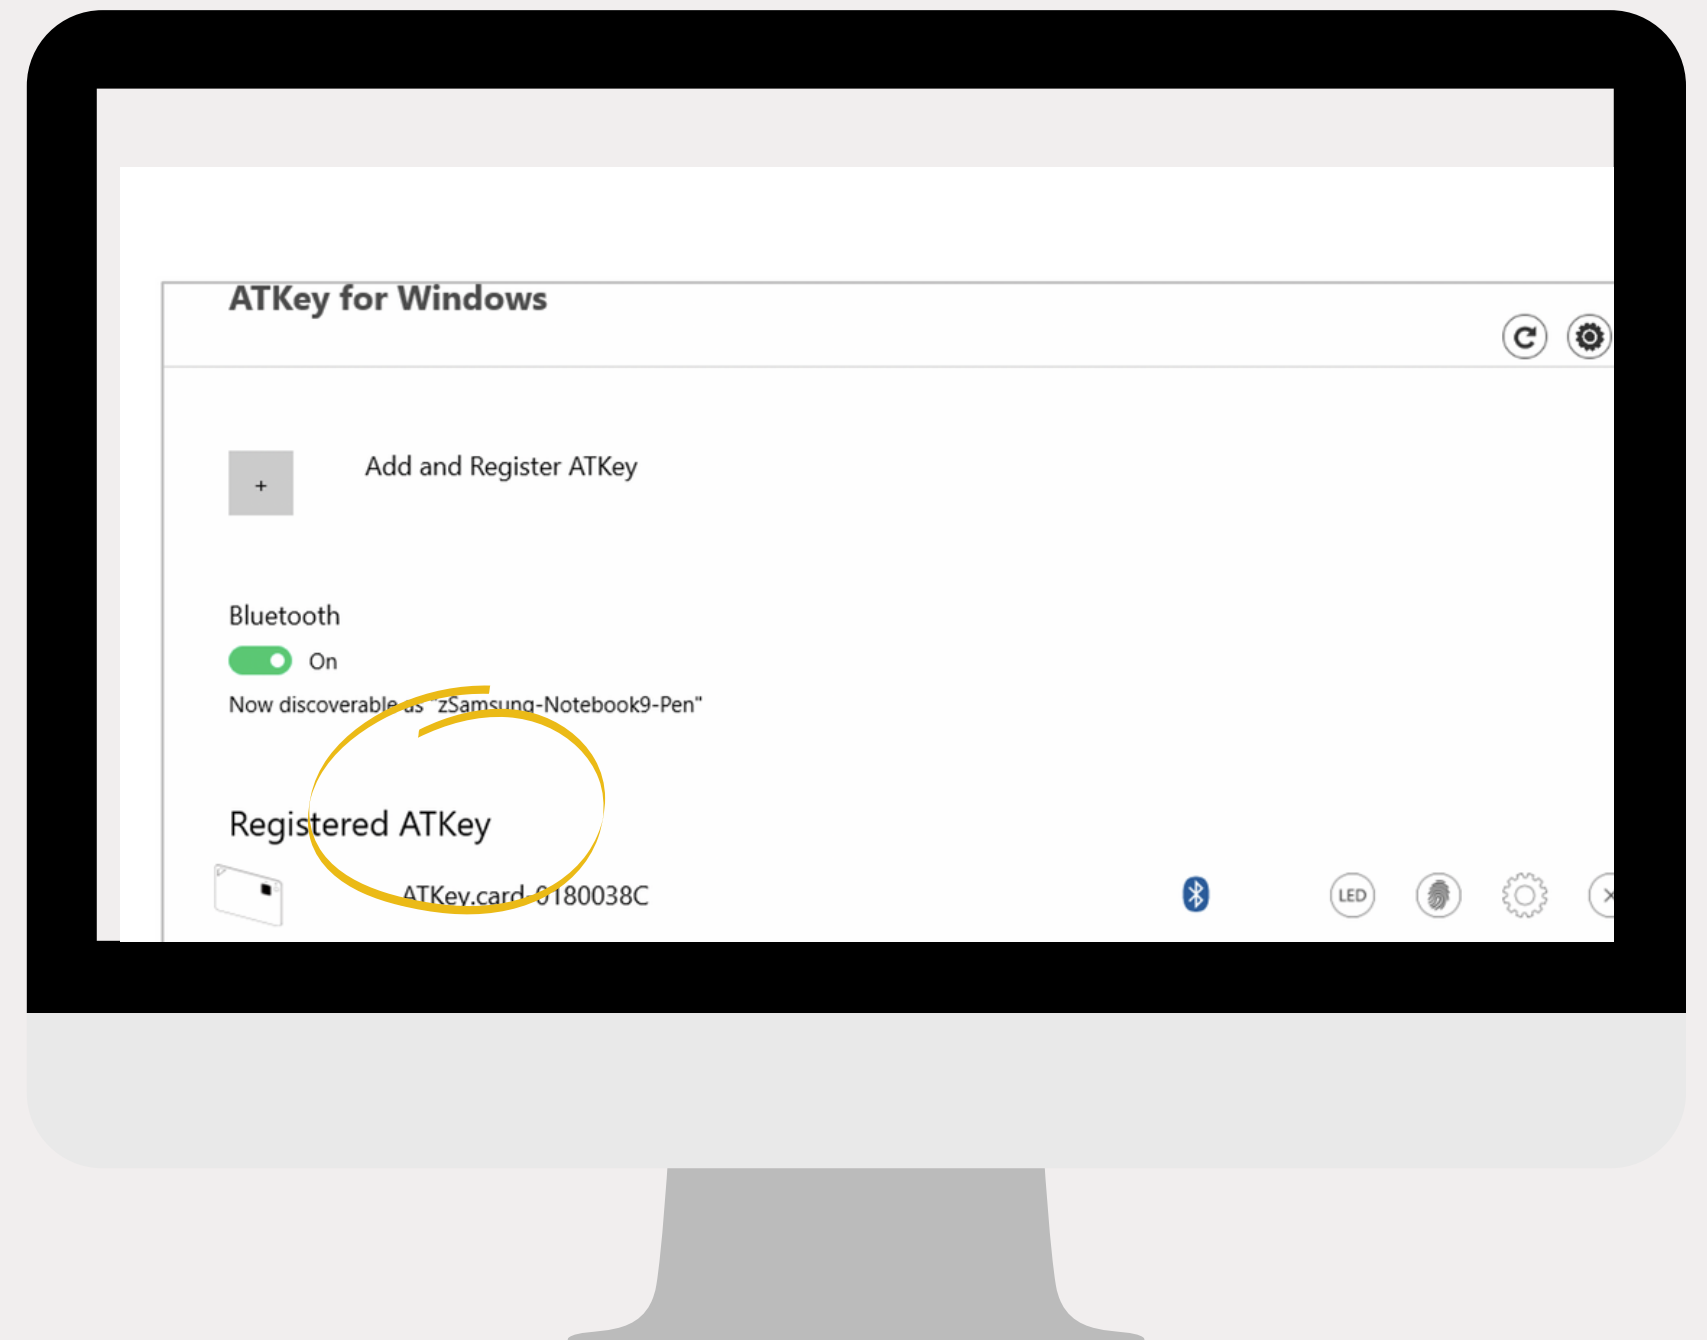 ATKey for Windows
+
Add and Register ATKey
Bluetooth
On
Now discoverable as "zSamsung-Notebook9-Pen"
Registered ATKey
ATKey.card-0180038C
LED